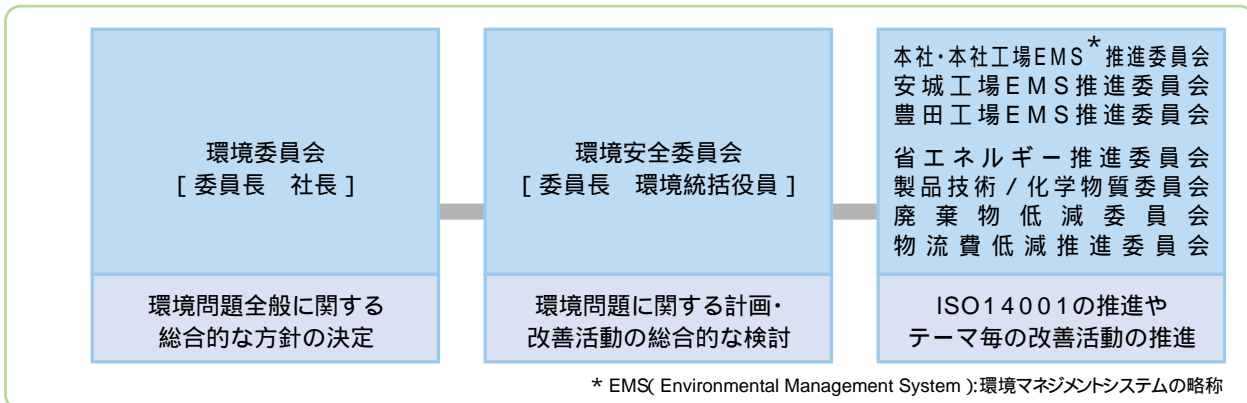 環境委員会
[ 委員長　社長 ]
環境問題全般に関する
総合的な方針の決定
環境安全委員会
[ 委員長　環境統括役員 ]
環境問題に関する計画・
改善活動の総合的な検討
本社・本社工場EMS*推進委員会
安城工場EMS推進委員会
豊田工場EMS推進委員会
省エネルギー推進委員会
製品技術/化学物質委員会
廃棄物低減委員会
物流費低減推進委員会
ISO14001の推進や
テーマ毎の改善活動の推進
* EMS( Environmental Management System ):環境マネジメントシステムの略称